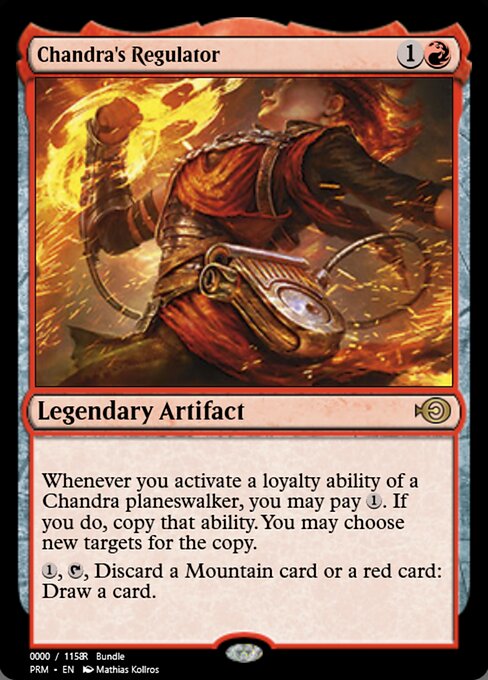 Chandra's Regulator 1
Legendary Artifact
Whenever you activate a loyalty ability of a
Chandra planeswalker, you may pay 1. If
you do, copy that ability. You may choose
new targets for the copy.
1, , Discard a Mountain card or a red card:
Draw a card.
0000 / 1158R Bundle
PRM • EN Mathias Kollros